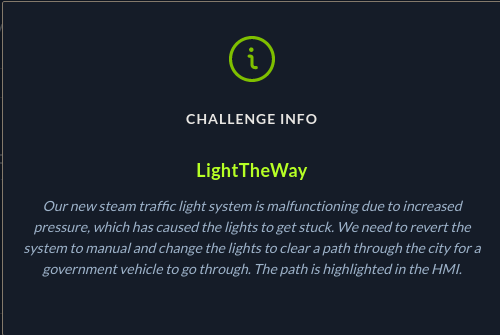 CHALLENGE INFO
LightTheWay
Our new steam traffic light system is malfunctioning due to increased
pressure, which has caused the lights to get stuck. We need to revert the
system to manual and change the lights to clear a path through the city for a
government vehicle to go through. The path is highlighted in the HMI.